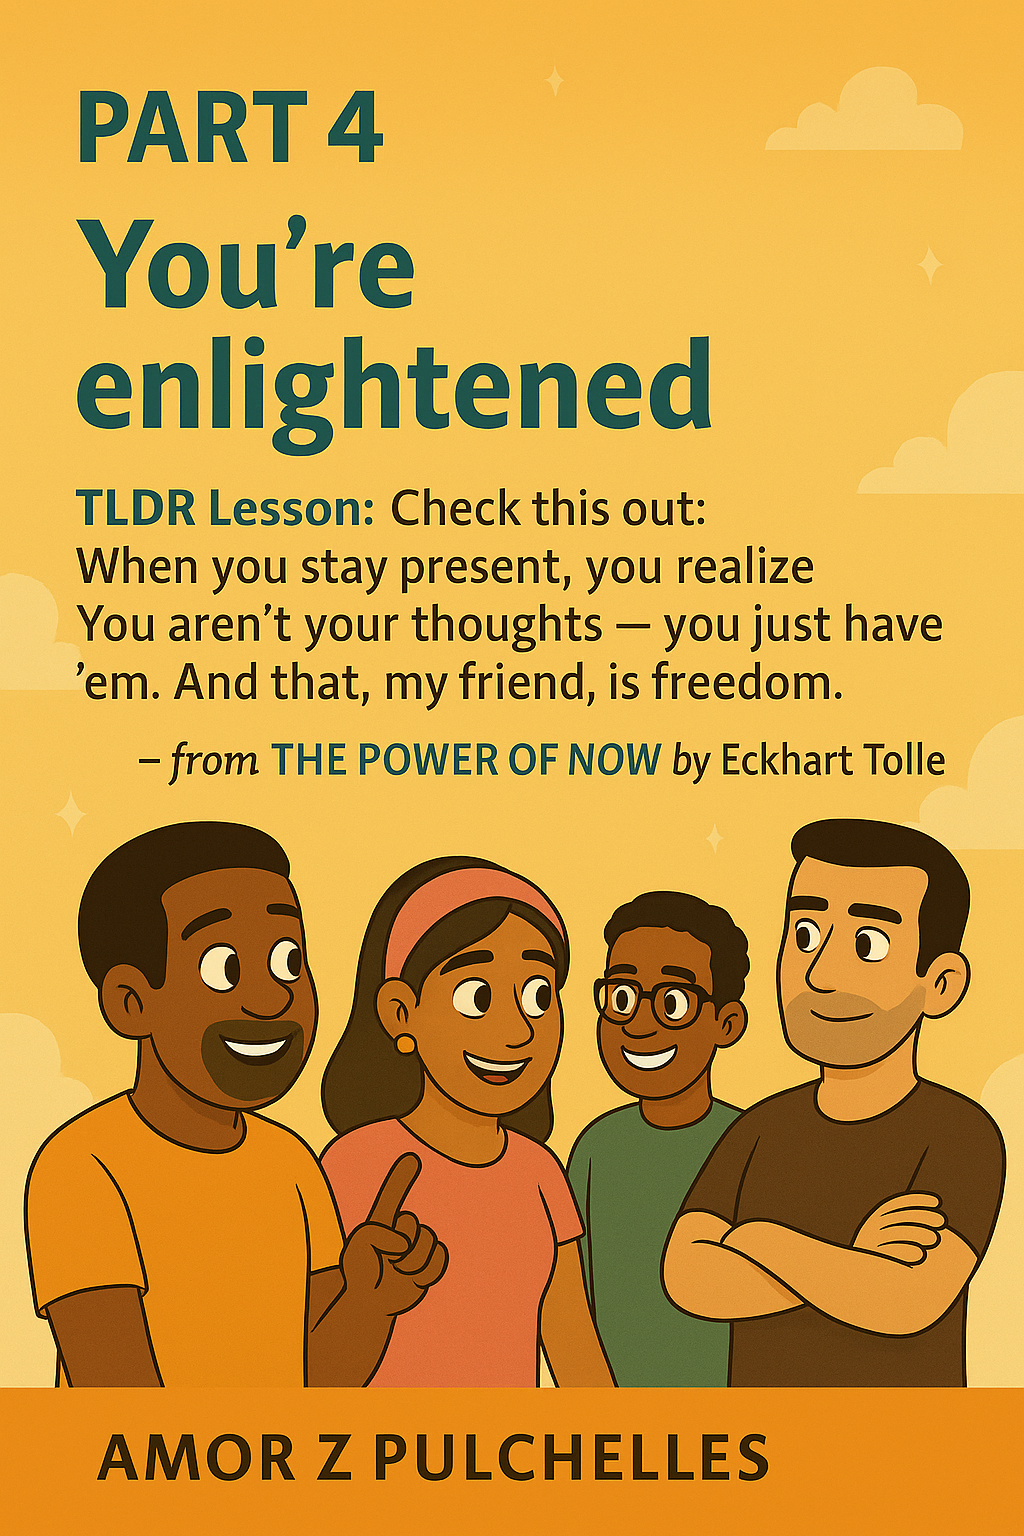 PART 4
You’re
enlightened
TLDR Lesson: Check this out:
When you stay present, you realize
You aren’t your thoughts — you just have
’em. And that, my friend, is freedom.
– from THE POWER OF NOW by Eckhart Tolle
AMOR Z PULCHELLES